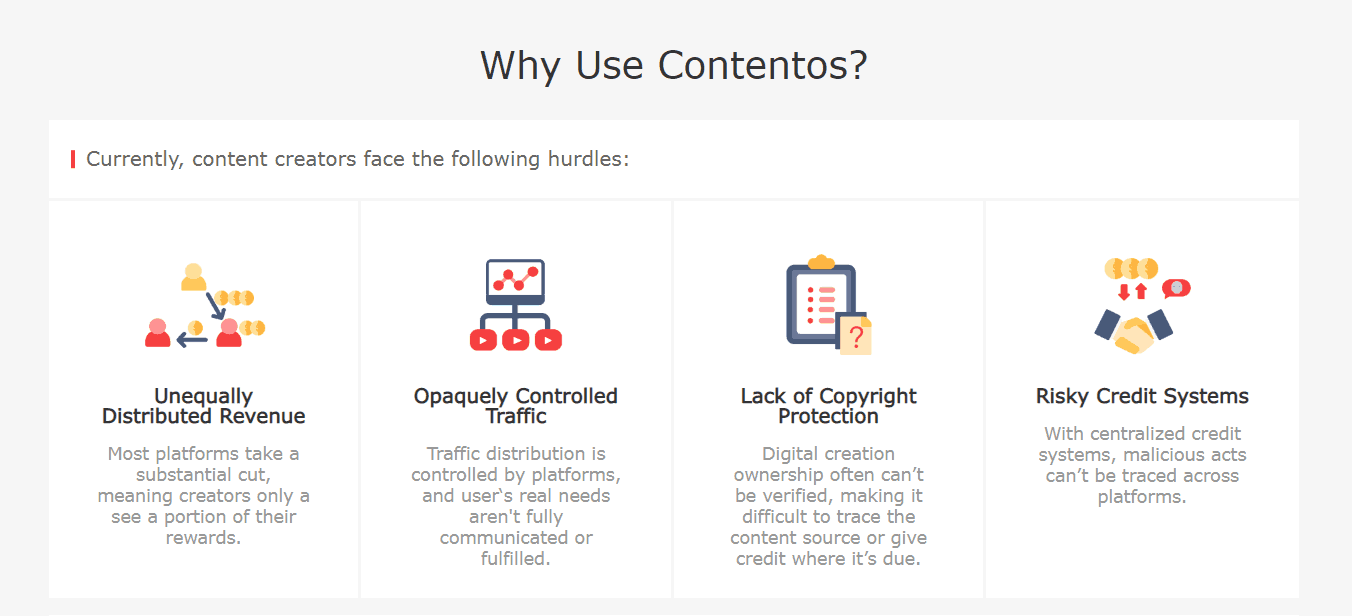 Why Use Contentos?
Currently, content creators face the following hurdles:
Unequally
Distributed Revenue
Most platforms take a
substantial cut,
meaning creators only a
see a portion of their
rewards.
Opaquely Controlled
Traffic
Traffic distribution is
controlled by platforms,
and user‛s real needs
aren't fully
communicated or
fulfilled.
?
Lack of Copyright
Protection
Digital creation
ownership often can’t
be verified, making it
difficult to trace the
content source or give
credit where it’s due.
Risky Credit Systems
With centralized credit
systems, malicious acts
can’t be traced across
platforms.